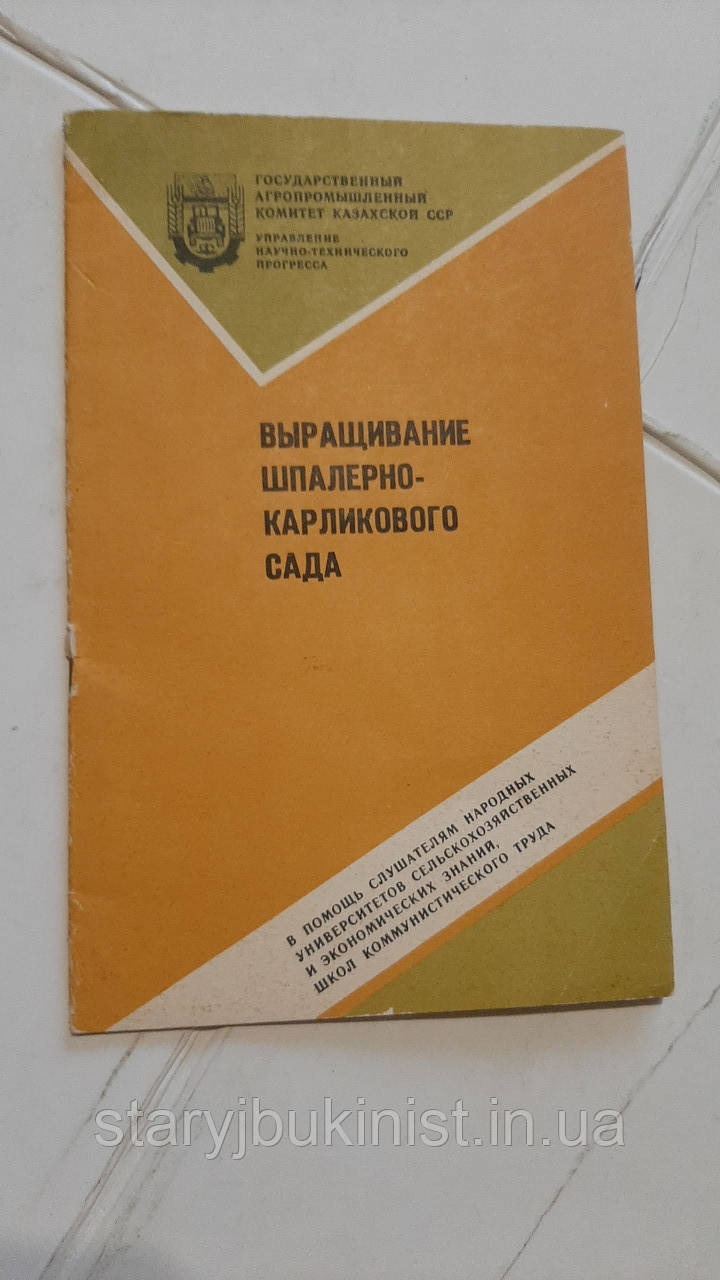 ГОСУДАРСТВЕННЫЙ
АГРОПРОМЫШЛЕННЫЙ
КОМИТЕТ КАЗАХСКОЙ ССР
УПРАВЛЕНИЕ
НАУЧНО-ТЕХНИЧЕСКОГО
ПРОГРЕССА
ВЫРАЩИВАНИЕ
ШПАЛЕРНО-
КАРЛИКОВОГО
САДА
В ПОМОЩЬ СЛУШАТЕЛЯМ НАРОДНЫХ
УНИВЕРСИТЕТОВ СЕЛЬСКОХОЗЯЙСТВЕННЫХ
И ЭКОНОМИЧЕСКИХ ЗНАНИЙ,
ШКОЛ КОММУНИСТИЧЕСКОГО ТРУДА
staryjbukinist.in.ua